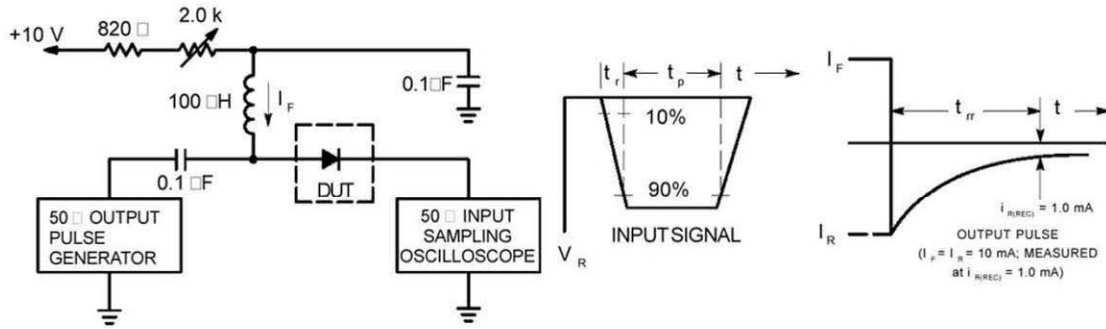 +10 V
820 □
2.0 k
100 □H
I F
0.1□F
0.1□F
DUT
50□ OUTPUT
PULSE
GENERATOR
50□ INPUT
SAMPLING
OSCILLOSCOPE
t r
t p
t
10%
90%
V R
INPUT SIGNAL
I F
t rr
t
I R
i R(REC) = 1.0 mA
OUTPUT PULSE
(I F = I R = 10 mA; MEASURED
at i R(REC) = 1.0 mA)